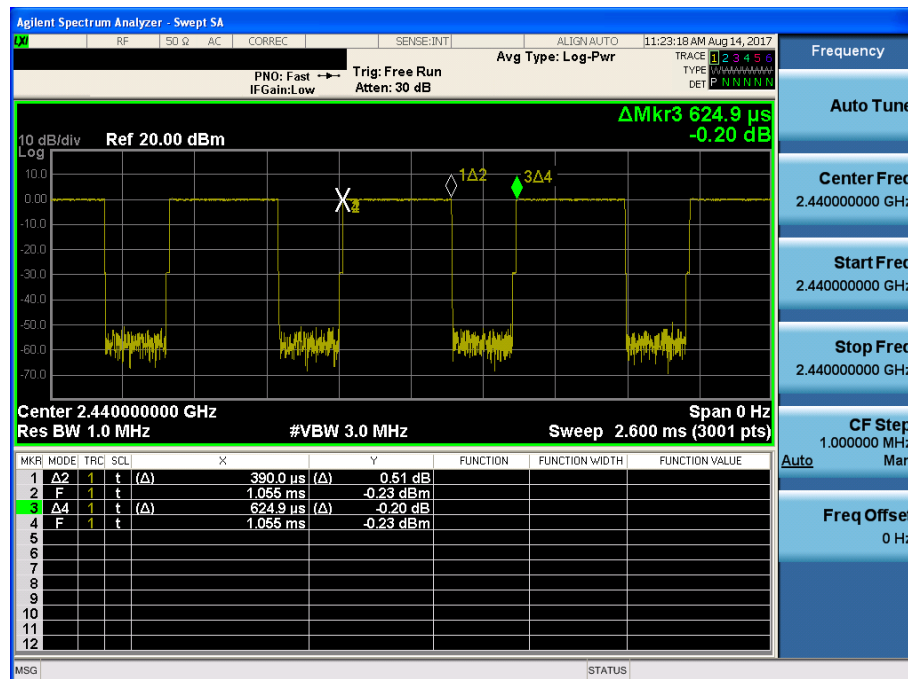 Agilent Spectrum Analyzer - Swept SA
LXI RF 50 Ω AC CORREC SENSE:INT ALIGN AUTO 11:23:18 AM Aug 14, 2017
Avg Type: Log-Pwr
TRACE 1 2 3 4 5 6
TYPE
DET P N N N N N
PNO: Fast
IFGain:Low
Trig: Free Run
Atten: 30 dB
ΔMkr3 624.9 µs
-0.20 dB
10 dB/div Ref 20.00 dBm
Log
10.0
0.00
-10.0
-20.0
-30.0
-40.0
-50.0
-60.0
-70.0
1Δ2
3Δ4
Center 2.440000000 GHz Span 0 Hz
Res BW 1.0 MHz #VBW 3.0 MHz Sweep 2.600 ms (3001 pts)
MKR MODE TRC SCL X Y FUNCTION FUNCTION WIDTH FUNCTION VALUE
1 Δ2 1 t (Δ) 390.0 µs (Δ) 0.51 dB
2 F 1 t 1.055 ms -0.23 dBm
3 Δ4 1 t (Δ) 624.9 µs (Δ) -0.20 dB
4 F 1 t 1.055 ms -0.23 dBm
5
6
7
8
9
10
11
12
MSG STATUS
Frequency
Auto Tune
Center Freq
2.440000000 GHz
Start Freq
2.440000000 GHz
Stop Freq
2.440000000 GHz
CF Step
1.000000 MHz
Auto Man
Freq Offset
0 Hz